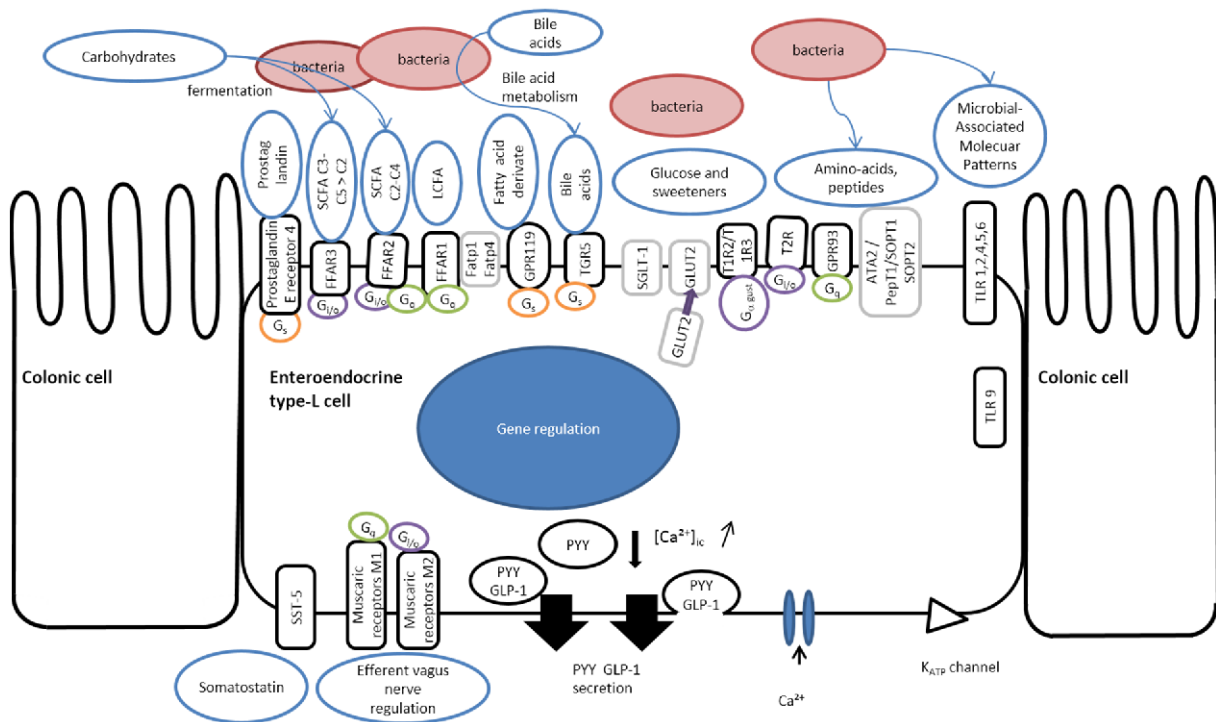 Carbohydrates
bacteria
bacteria
Bile
acids
bacteria
fermentation
Bile acid
metabolism
bacteria
Microbial-
Associated
Molecuar
Patterns
Prostag
landin
SCFA C3-
C5 > C2
SCFA
C2-C4
LCFA
Fatty acid
derivate
Bile
acids
Glucose and
sweeteners
Amino-acids,
peptides
Prostaglandin
E receptor 4
FFAR3
FFAR2
FFAR1
Fatp1
Fatp4
GPR119
TGR5
SGLT-1
GLUT2
T1R2/T
1R3
T2R
GPR93
ATA2 /
PepT1/SOPT1
SOPT2
TLR 1,2,4,5,6
Gs
Gi/o
Gi/o
Gq
Gq
Gs
Gs
GLUT2
Gα gust
Gi/o
Gq
Colonic cell
Enteroendocrine
type-L cell
Colonic cell
TLR 9
Gene regulation
Gq
Gi/o
PYY
[Ca²⁺]ic
PYY
GLP-1
PYY
GLP-1
SST-5
Muscaric
receptors M1
Muscaric
receptors M2
Somatostatin
Efferent vagus
nerve
regulation
PYY GLP-1
secretion
Ca²⁺
KATP channel